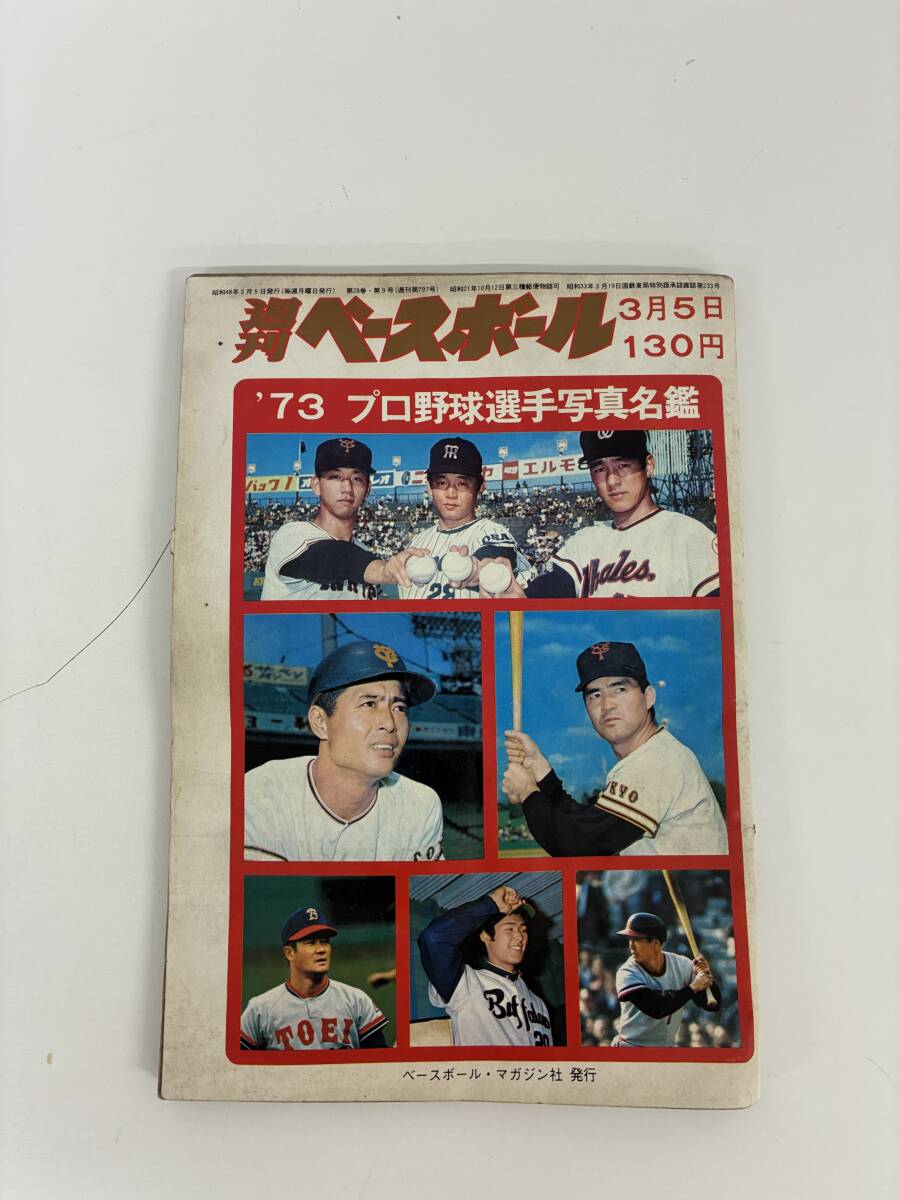 昭和48年3月5日発行(毎週月曜日発行) 第28巻・第9号(週刊第797号) 昭和21年10月12日第三種郵便物認可 昭和33年3月19日国鉄東局特別扱承認雑誌第233号
週刊ベースボール
3月5日
130円
'73 プロ野球選手写真名鑑
エルモ
OSA
28
Whales
OKYO
TOEI
Buffaloes
ベースボール・マガジン社 発行